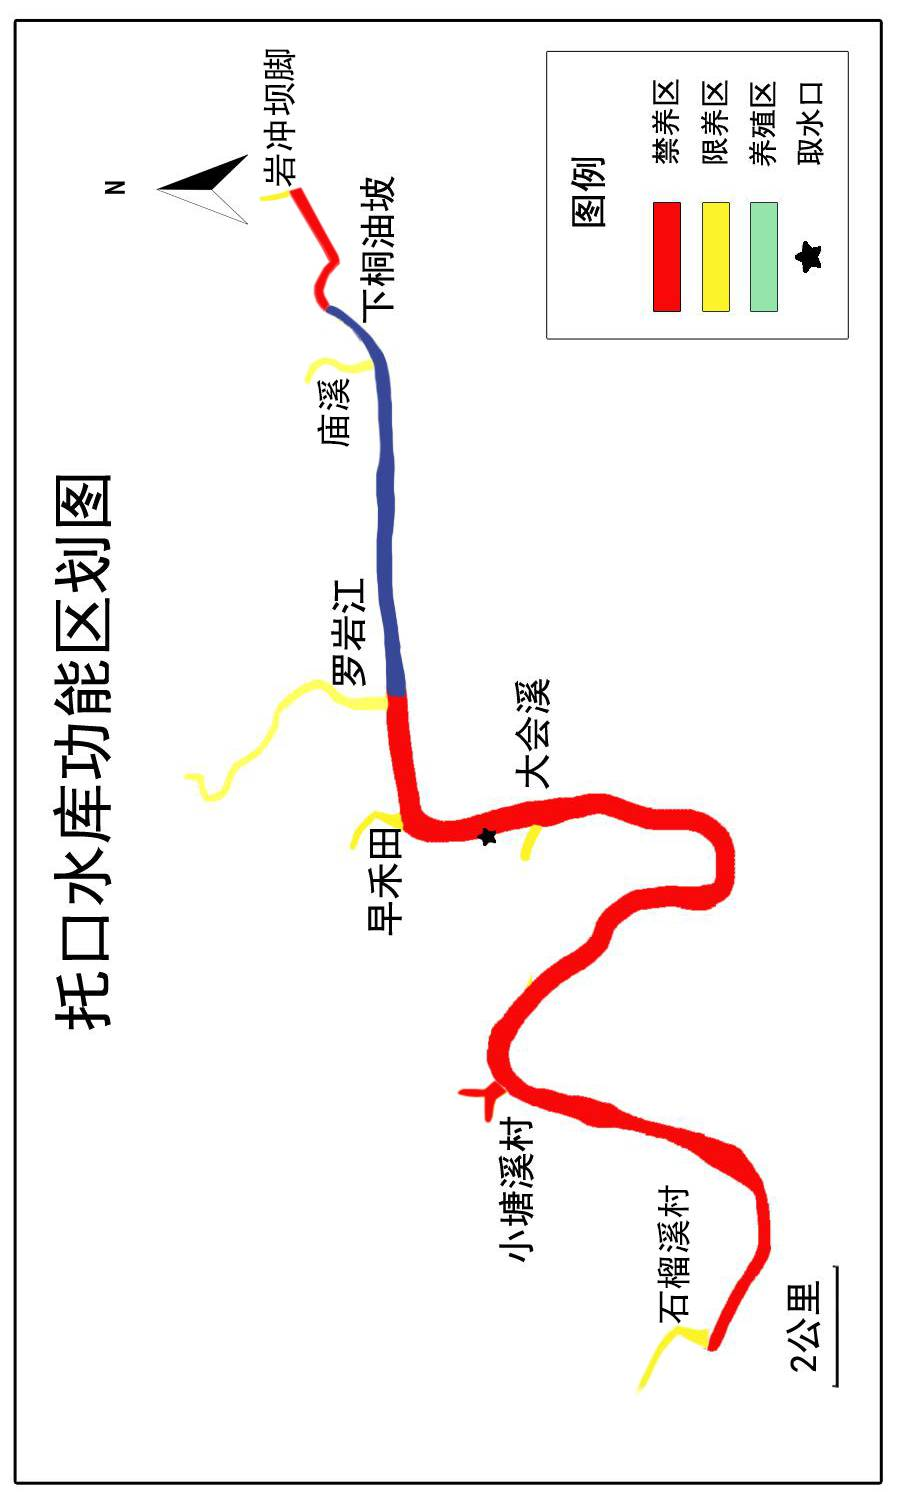 托口水库功能区划图
N
岩冲坝脚
下桐油坡
庙溪
罗岩江
大会溪
早禾田
小塘溪村
石榴溪村
图例
禁养区
限养区
养殖区
取水口
2公里